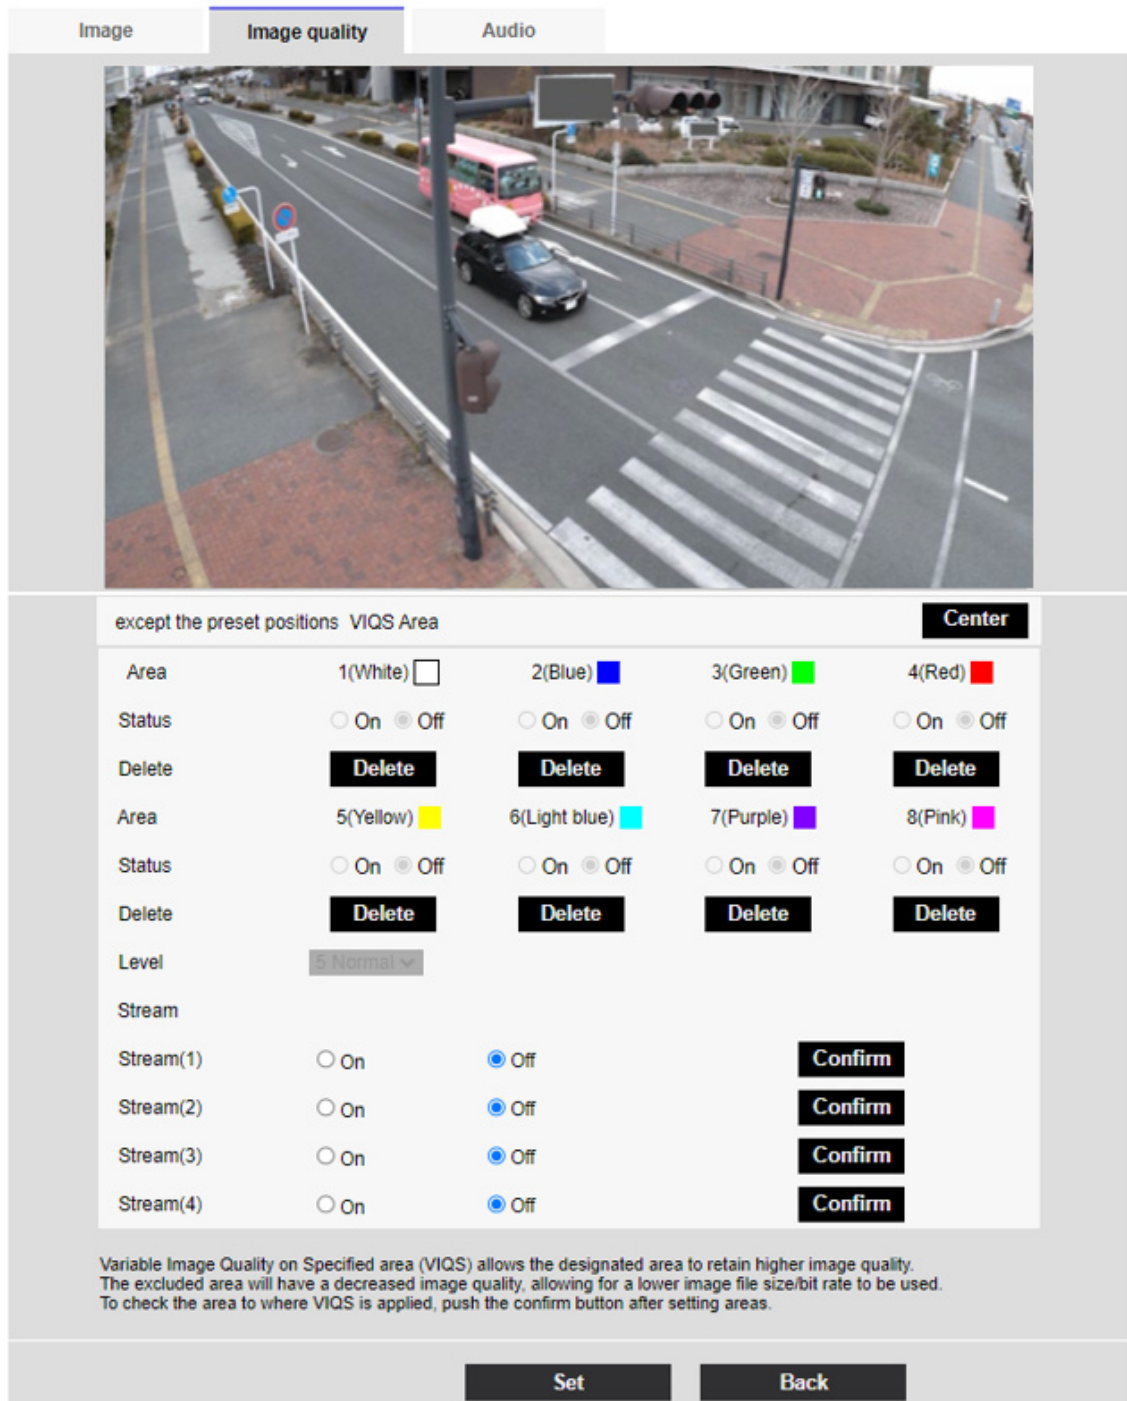 Image Image quality Audio
except the preset positions VIQS Area Center
Area 1(White) 2(Blue) 3(Green) 4(Red)
Status On Off On Off On Off On Off
Delete Delete Delete Delete Delete
Area 5(Yellow) 6(Light blue) 7(Purple) 8(Pink)
Status On Off On Off On Off On Off
Delete Delete Delete Delete Delete
Level 5 Normal
Stream
Stream(1) On Off Confirm
Stream(2) On Off Confirm
Stream(3) On Off Confirm
Stream(4) On Off Confirm
Variable Image Quality on Specified area (VIQS) allows the designated area to retain higher image quality.
The excluded area will have a decreased image quality, allowing for a lower image file size/bit rate to be used.
To check the area to where VIQS is applied, push the confirm button after setting areas.
Set Back